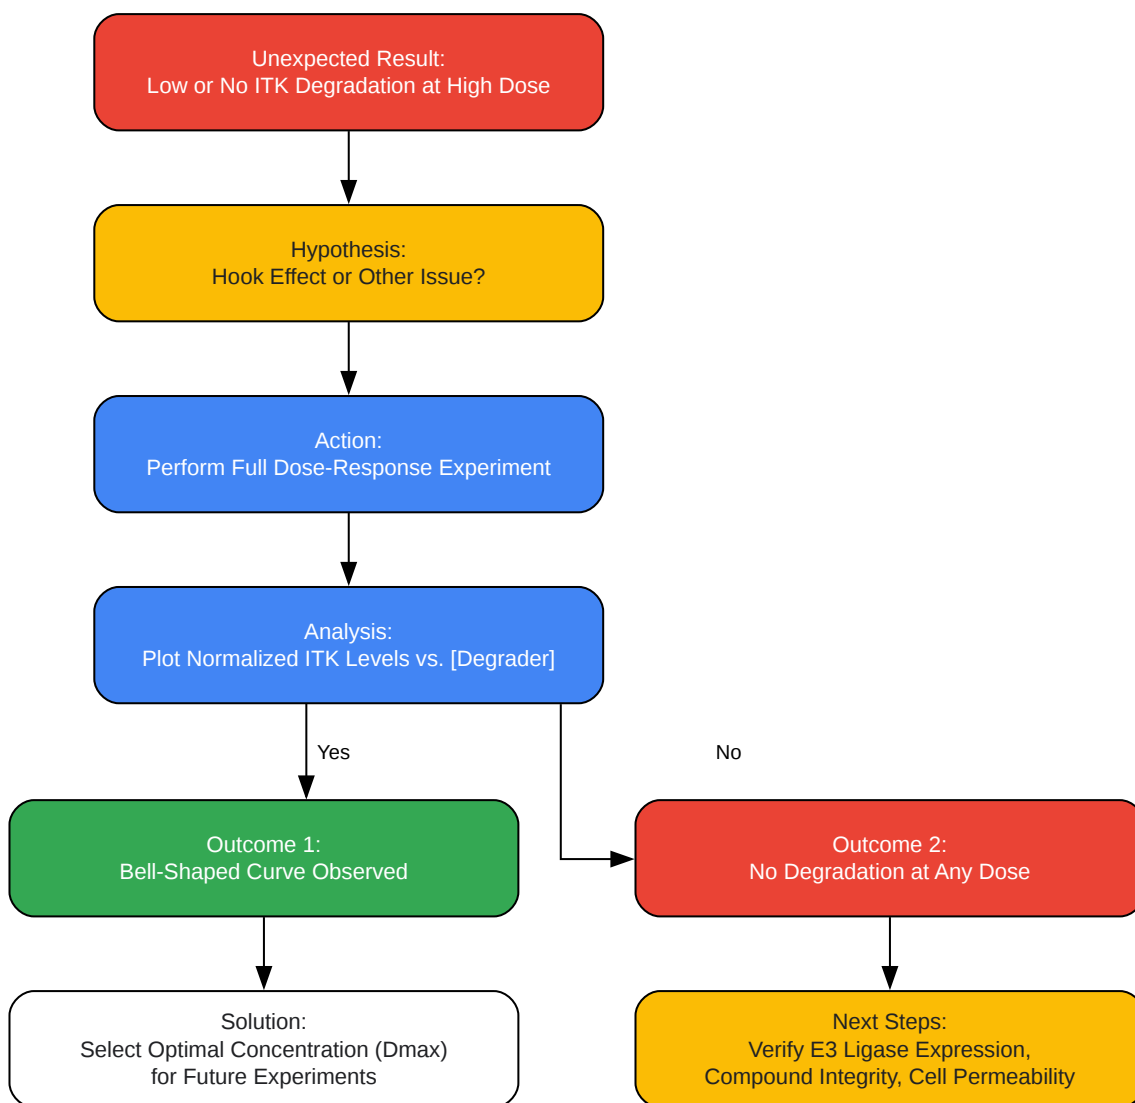 Unexpected Result:
Low or No ITK Degradation at High Dose
Hypothesis:
Hook Effect or Other Issue?
Action:
Perform Full Dose-Response Experiment
Analysis:
Plot Normalized ITK Levels vs. [Degrader]
Yes
No
Outcome 1:
Bell-Shaped Curve Observed
Outcome 2:
No Degradation at Any Dose
Solution:
Select Optimal Concentration (Dmax)
for Future Experiments
Next Steps:
Verify E3 Ligase Expression,
Compound Integrity, Cell Permeability